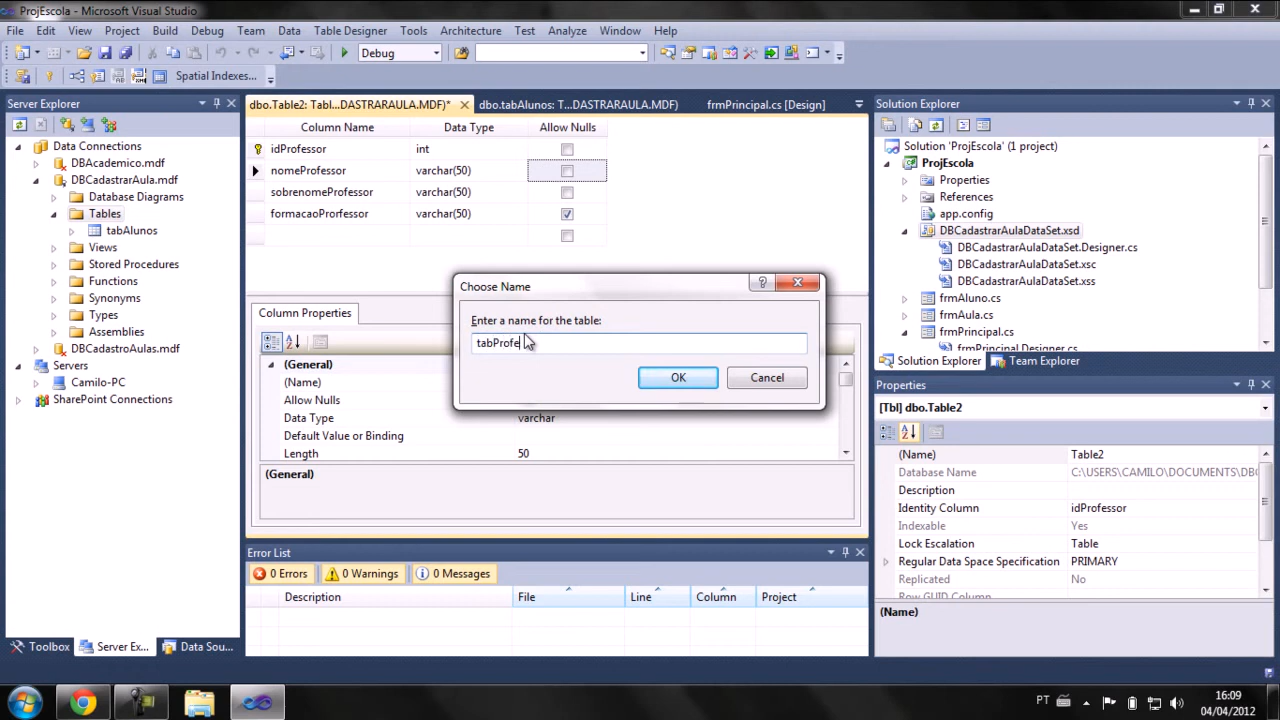 ProjEscola - Microsoft Visual Studio
File Edit View Project Build Debug Team Data Table Designer Tools Architecture Test Analyze Window Help
Debug
Spatial Indexes...
Server Explorer
Data Connections
DBAcademico.mdf
DBCadastrarAula.mdf
Database Diagrams
Tables
tabAlunos
Views
Stored Procedures
Functions
Synonyms
Types
Assemblies
DBCadastroAulas.mdf
Servers
Camilo-PC
SharePoint Connections
Toolbox Server Ex... Data Sou...
dbo.Table2: Tabl...DASTRARAULA.MDF)* dbo.tabAlunos: T...DASTRARAULA.MDF) frmPrincipal.cs [Design]
Column Name Data Type Allow Nulls
idProfessor int
nomeProfessor varchar(50)
sobrenomeProfessor varchar(50)
formacaoProrfessor varchar(50)
Choose Name
Enter a name for the table:
tabProfe
OK Cancel
Column Properties
(General)
(Name)
Allow Nulls
Data Type varchar
Default Value or Binding
Length 50
(General)
Error List
0 Errors 0 Warnings 0 Messages
Description File Line Column Project
Solution Explorer
Solution 'ProjEscola' (1 project)
ProjEscola
Properties
References
app.config
DBCadastrarAulaDataSet.xsd
DBCadastrarAulaDataSet.Designer.cs
DBCadastrarAulaDataSet.xsc
DBCadastrarAulaDataSet.xss
frmAluno.cs
frmAula.cs
frmPrincipal.cs
frmPrincipal.Designer.cs
Solution Explorer Team Explorer
Properties
[Tbl] dbo.Table2
(Name) Table2
Database Name C:\USERS\CAMILO\DOCUMENTS\DBC
Description
Identity Column idProfessor
Indexable Yes
Lock Escalation Table
Regular Data Space Specification PRIMARY
Replicated No
Row GUID Column
(Name)
PT
16:09
04/04/2012